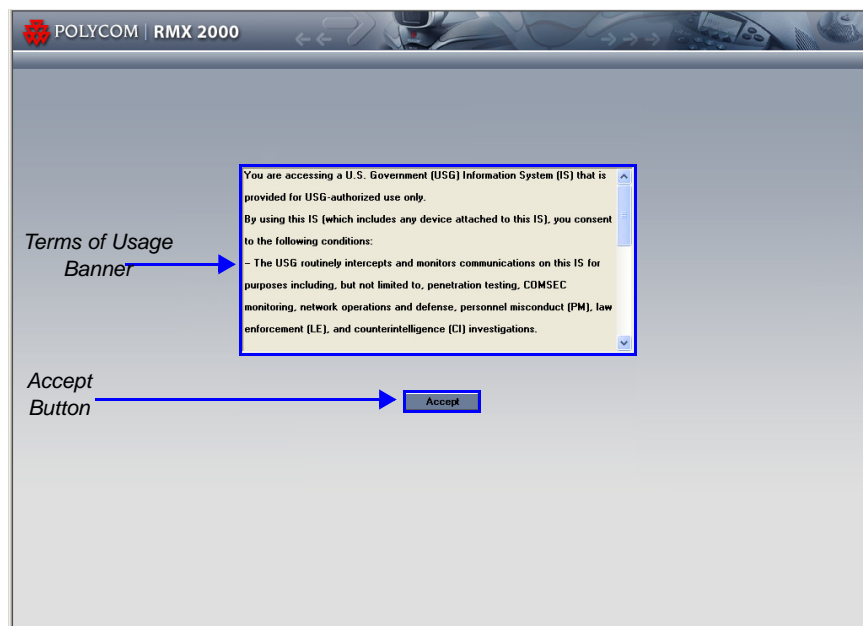 POLYCOM | RMX 2000
You are accessing a U.S. Government (USG) Information System (IS) that is
provided for USG-authorized use only.
By using this IS (which includes any device attached to this IS), you consent
to the following conditions:
– The USG routinely intercepts and monitors communications on this IS for
purposes including, but not limited to, penetration testing, COMSEC
monitoring, network operations and defense, personnel misconduct (PM), law
enforcement (LE), and counterintelligence (CI) investigations.
Terms of Usage
Banner
Accept
Button
Accept